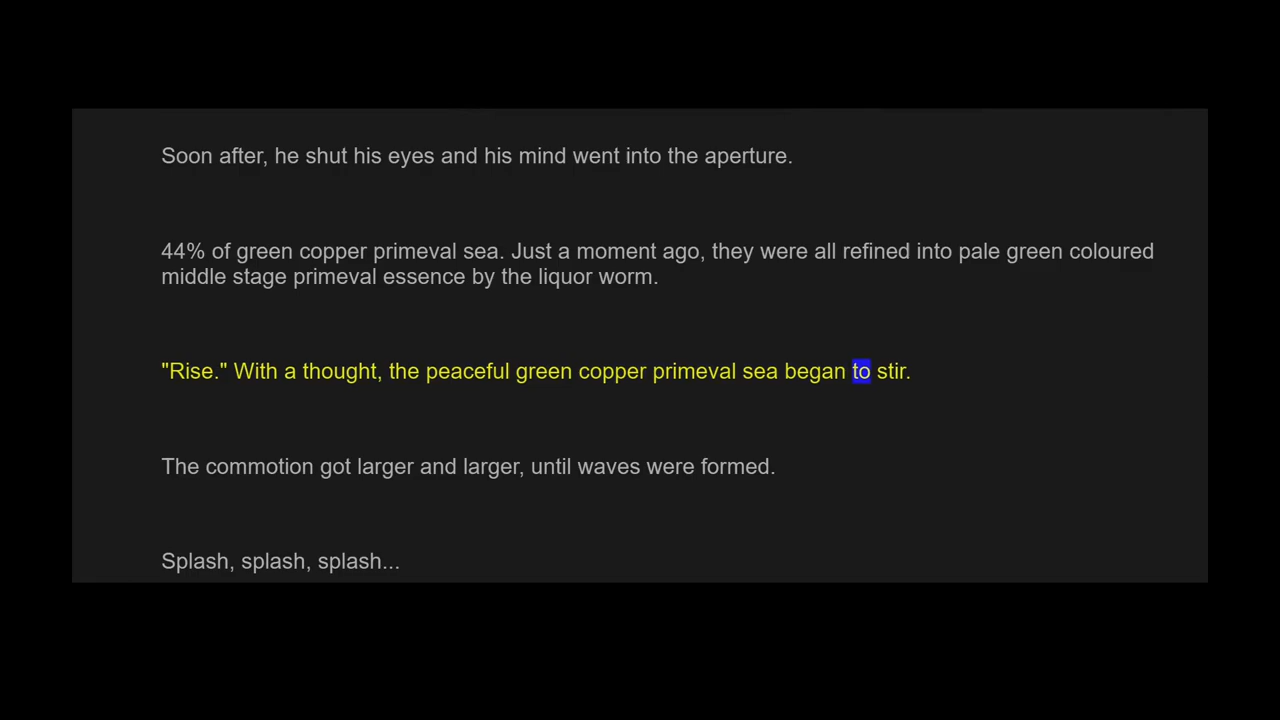 Soon after, he shut his eyes and his mind went into the aperture.
44% of green copper primeval sea. Just a moment ago, they were all refined into pale green coloured
middle stage primeval essence by the liquor worm.
"Rise." With a thought, the peaceful green copper primeval sea began to stir.
The commotion got larger and larger, until waves were formed.
Splash, splash, splash...